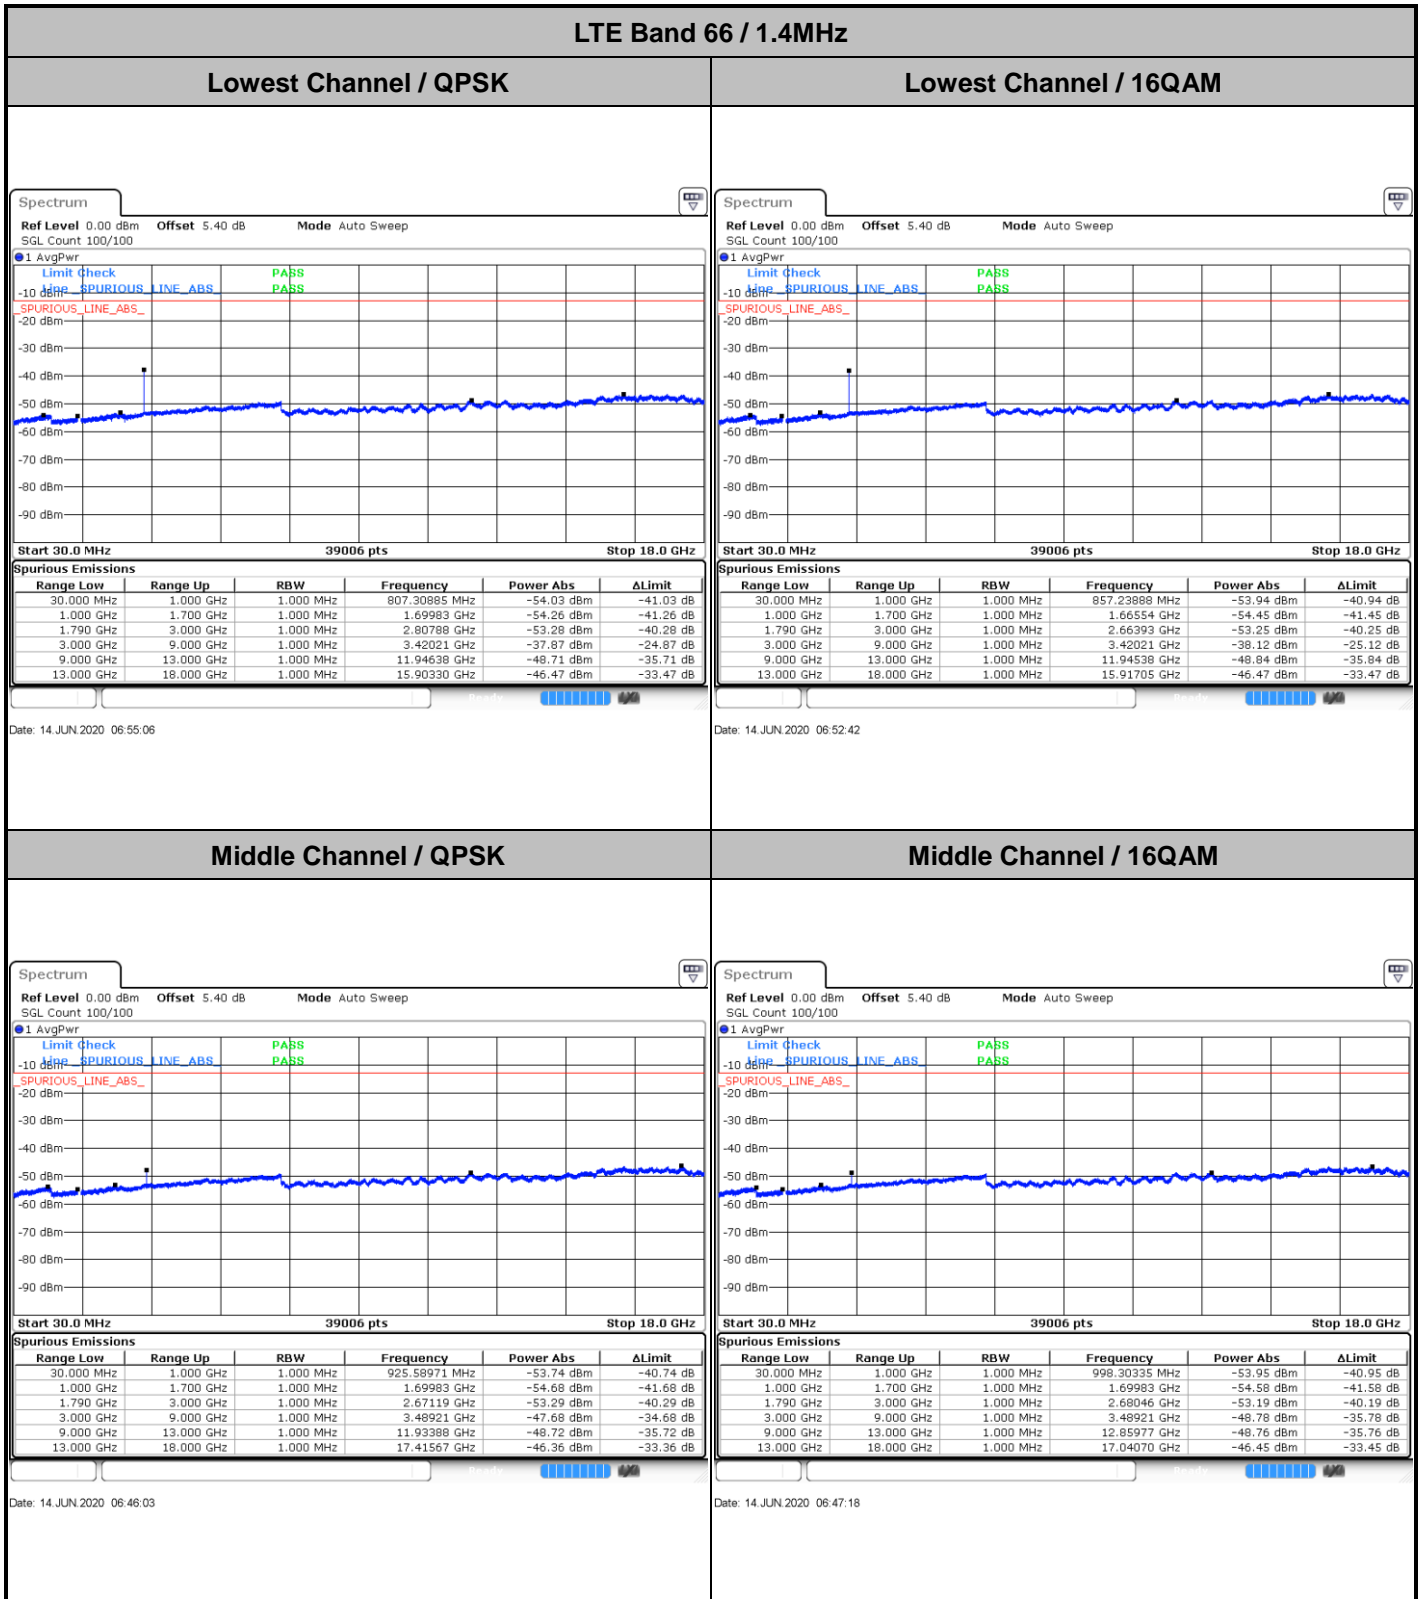 LTE Band 66 / 1.4MHz
Lowest Channel / QPSK
Lowest Channel / 16QAM
Spectrum
Ref Level 0.00 dBm Offset 5.40 dB Mode Auto Sweep
SGL Count 100/100
1 AvgPwr
Limit Check PASS
Line _SPURIOUS_LINE_ABS_ PASS
-10 dBm
_SPURIOUS_LINE_ABS_
-20 dBm
-30 dBm
-40 dBm
-50 dBm
-60 dBm
-70 dBm
-80 dBm
-90 dBm
Start 30.0 MHz 39006 pts Stop 18.0 GHz
Spurious Emissions
Range Low Range Up RBW Frequency Power Abs ΔLimit
30.000 MHz 1.000 GHz 1.000 MHz 807.30885 MHz -54.03 dBm -41.03 dB
1.000 GHz 1.700 GHz 1.000 MHz 1.69983 GHz -54.26 dBm -41.26 dB
1.790 GHz 3.000 GHz 1.000 MHz 2.80788 GHz -53.28 dBm -40.28 dB
3.000 GHz 9.000 GHz 1.000 MHz 3.42021 GHz -37.87 dBm -24.87 dB
9.000 GHz 13.000 GHz 1.000 MHz 11.94638 GHz -48.71 dBm -35.71 dB
13.000 GHz 18.000 GHz 1.000 MHz 15.90330 GHz -46.47 dBm -33.47 dB
Date: 14.JUN.2020 06:55:06
Spectrum
Ref Level 0.00 dBm Offset 5.40 dB Mode Auto Sweep
SGL Count 100/100
1 AvgPwr
Limit Check PASS
Line _SPURIOUS_LINE_ABS_ PASS
-10 dBm
_SPURIOUS_LINE_ABS_
-20 dBm
-30 dBm
-40 dBm
-50 dBm
-60 dBm
-70 dBm
-80 dBm
-90 dBm
Start 30.0 MHz 39006 pts Stop 18.0 GHz
Spurious Emissions
Range Low Range Up RBW Frequency Power Abs ΔLimit
30.000 MHz 1.000 GHz 1.000 MHz 857.23888 MHz -53.94 dBm -40.94 dB
1.000 GHz 1.700 GHz 1.000 MHz 1.66554 GHz -54.45 dBm -41.45 dB
1.790 GHz 3.000 GHz 1.000 MHz 2.66393 GHz -53.25 dBm -40.25 dB
3.000 GHz 9.000 GHz 1.000 MHz 3.42021 GHz -38.12 dBm -25.12 dB
9.000 GHz 13.000 GHz 1.000 MHz 11.94538 GHz -48.84 dBm -35.84 dB
13.000 GHz 18.000 GHz 1.000 MHz 15.91705 GHz -46.47 dBm -33.47 dB
Date: 14.JUN.2020 06:52:42
Middle Channel / QPSK
Middle Channel / 16QAM
Spectrum
Ref Level 0.00 dBm Offset 5.40 dB Mode Auto Sweep
SGL Count 100/100
1 AvgPwr
Limit Check PASS
Line _SPURIOUS_LINE_ABS_ PASS
-10 dBm
_SPURIOUS_LINE_ABS_
-20 dBm
-30 dBm
-40 dBm
-50 dBm
-60 dBm
-70 dBm
-80 dBm
-90 dBm
Start 30.0 MHz 39006 pts Stop 18.0 GHz
Spurious Emissions
Range Low Range Up RBW Frequency Power Abs ΔLimit
30.000 MHz 1.000 GHz 1.000 MHz 925.58971 MHz -53.74 dBm -40.74 dB
1.000 GHz 1.700 GHz 1.000 MHz 1.69983 GHz -54.68 dBm -41.68 dB
1.790 GHz 3.000 GHz 1.000 MHz 2.67119 GHz -53.29 dBm -40.29 dB
3.000 GHz 9.000 GHz 1.000 MHz 3.48921 GHz -47.68 dBm -34.68 dB
9.000 GHz 13.000 GHz 1.000 MHz 11.93388 GHz -48.72 dBm -35.72 dB
13.000 GHz 18.000 GHz 1.000 MHz 17.41567 GHz -46.36 dBm -33.36 dB
Date: 14.JUN.2020 06:46:03
Spectrum
Ref Level 0.00 dBm Offset 5.40 dB Mode Auto Sweep
SGL Count 100/100
1 AvgPwr
Limit Check PASS
Line _SPURIOUS_LINE_ABS_ PASS
-10 dBm
_SPURIOUS_LINE_ABS_
-20 dBm
-30 dBm
-40 dBm
-50 dBm
-60 dBm
-70 dBm
-80 dBm
-90 dBm
Start 30.0 MHz 39006 pts Stop 18.0 GHz
Spurious Emissions
Range Low Range Up RBW Frequency Power Abs ΔLimit
30.000 MHz 1.000 GHz 1.000 MHz 998.30335 MHz -53.95 dBm -40.95 dB
1.000 GHz 1.700 GHz 1.000 MHz 1.69983 GHz -54.58 dBm -41.58 dB
1.790 GHz 3.000 GHz 1.000 MHz 2.68046 GHz -53.19 dBm -40.19 dB
3.000 GHz 9.000 GHz 1.000 MHz 3.48921 GHz -48.78 dBm -35.78 dB
9.000 GHz 13.000 GHz 1.000 MHz 12.85977 GHz -48.76 dBm -35.76 dB
13.000 GHz 18.000 GHz 1.000 MHz 17.04070 GHz -46.45 dBm -33.45 dB
Date: 14.JUN.2020 06:47:18